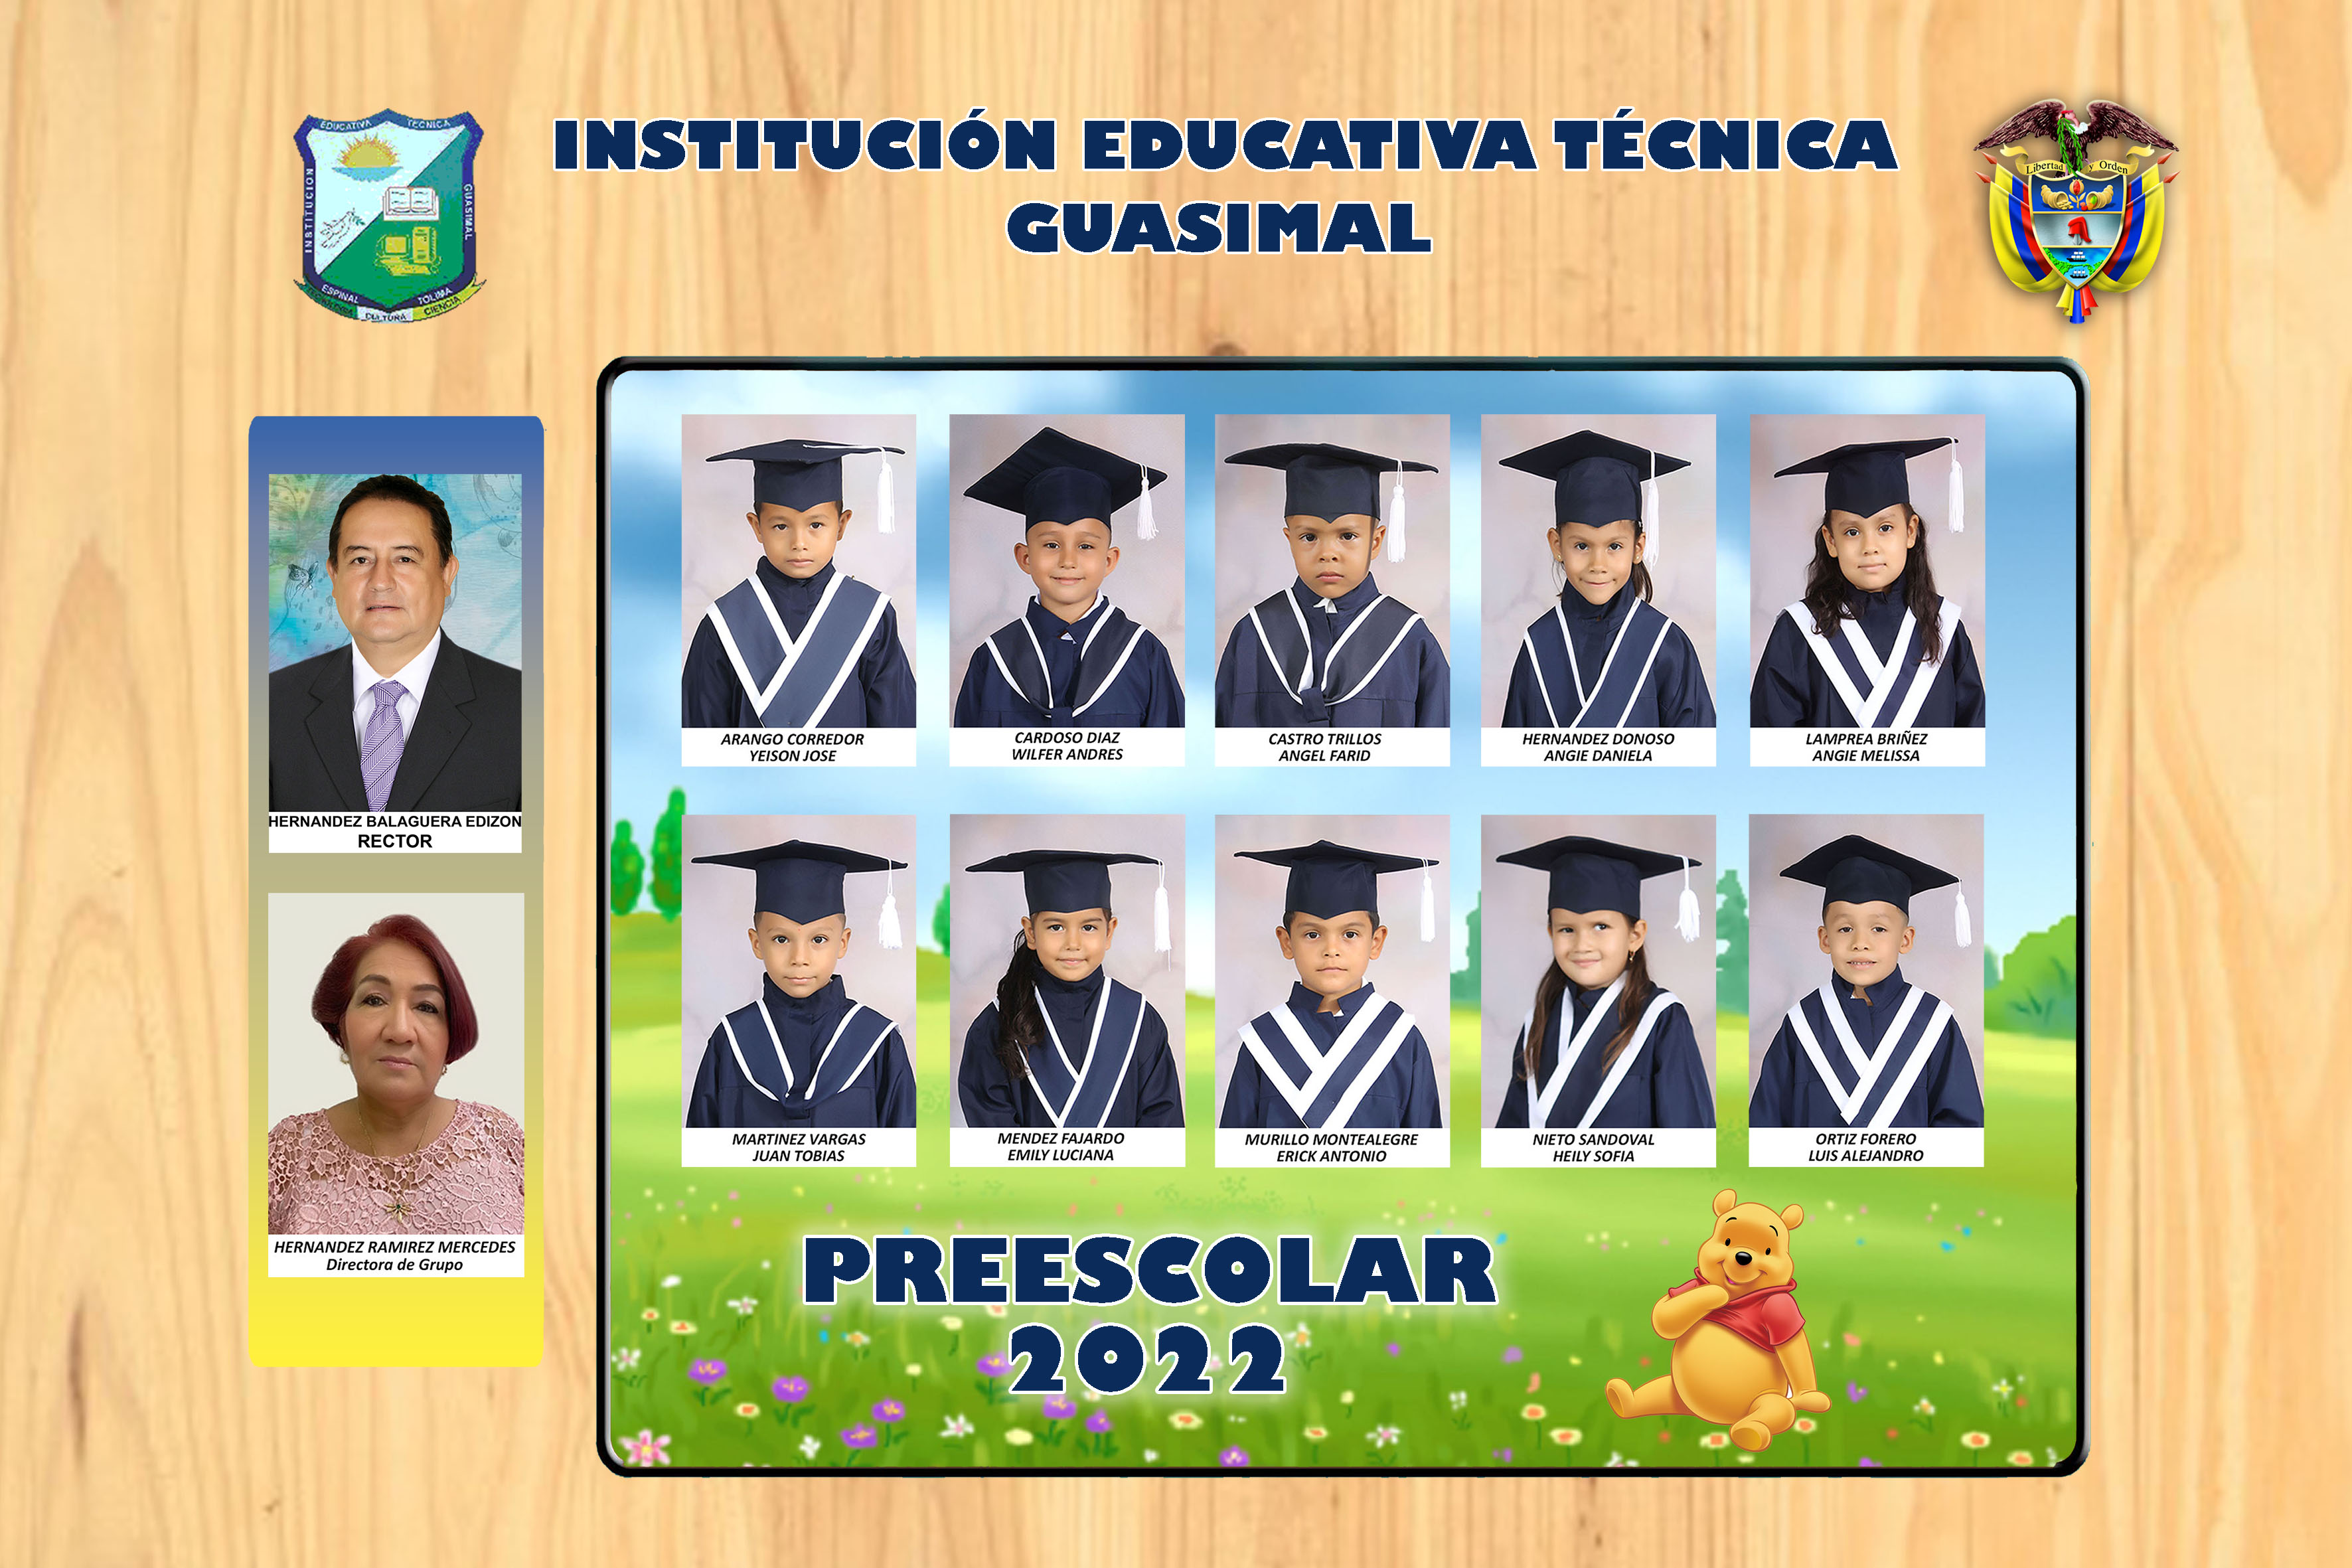 EDUCATIVA TECNICA
INSTITUCION
GUASIMAL
ESPINAL TOLIMA
CULTURA CIENCIA
INSTITUCIÓN EDUCATIVA TÉCNICA
GUASIMAL
Libertad y Orden
HERNANDEZ BALAGUERA EDIZON
RECTOR
HERNANDEZ RAMIREZ MERCEDES
Directora de Grupo
ARANGO CORREDOR
YEISON JOSE
CARDOSO DIAZ
WILFER ANDRES
CASTRO TRILLOS
ANGEL FARID
HERNANDEZ DONOSO
ANGIE DANIELA
LAMPREA BRIÑEZ
ANGIE MELISSA
MARTINEZ VARGAS
JUAN TOBIAS
MENDEZ FAJARDO
EMILY LUCIANA
MURILLO MONTEALEGRE
ERICK ANTONIO
NIETO SANDOVAL
HEILY SOFIA
ORTIZ FORERO
LUIS ALEJANDRO
PREESCOLAR
2022